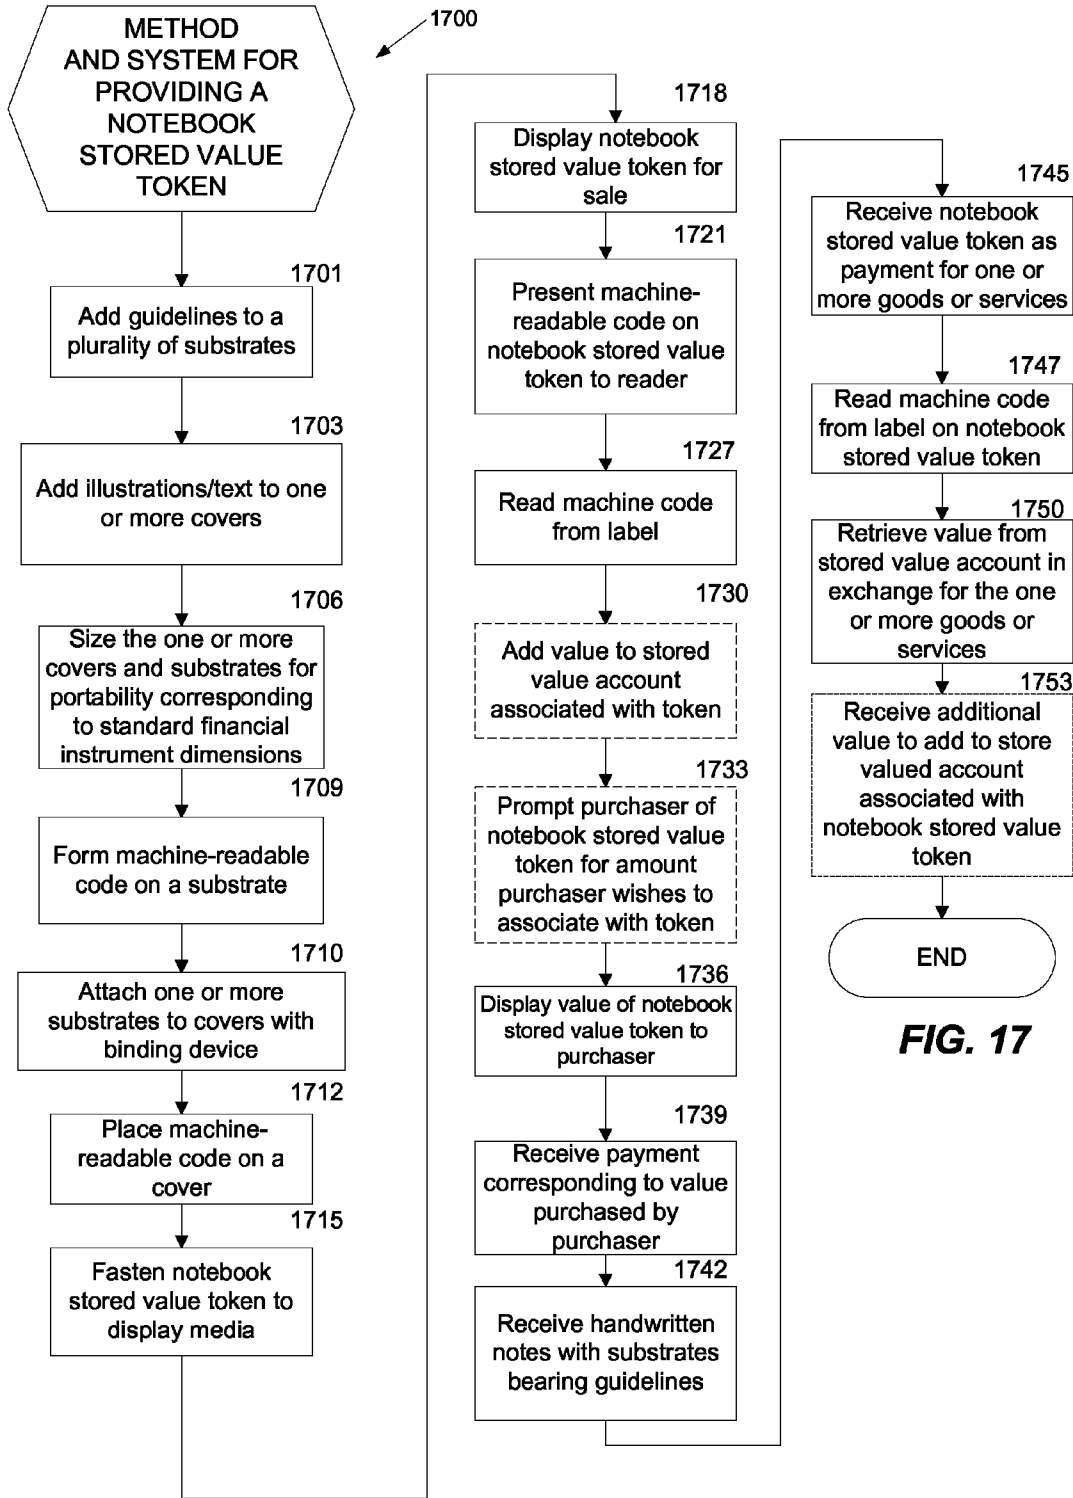 METHOD
AND SYSTEM FOR
PROVIDING A
NOTEBOOK
STORED VALUE
TOKEN
1700
1701
Add guidelines to a
plurality of substrates
1703
Add illustrations/text to one
or more covers
1706
Size the one or more
covers and substrates for
portability corresponding
to standard financial
instrument dimensions
1709
Form machine-readable
code on a substrate
1710
Attach one or more
substrates to covers with
binding device
1712
Place machine-
readable code on a
cover
1715
Fasten notebook
stored value token to
display media
1718
Display notebook
stored value token for
sale
1721
Present machine-
readable code on
notebook stored value
token to reader
1727
Read machine code
from label
1730
Add value to stored
value account
associated with token
1733
Prompt purchaser of
notebook stored value
token for amount
purchaser wishes to
associate with token
1736
Display value of notebook
stored value token to
purchaser
1739
Receive payment
corresponding to value
purchased by
purchaser
1742
Receive handwritten
notes with substrates
bearing guidelines
1745
Receive notebook
stored value token as
payment for one or
more goods or services
1747
Read machine code
from label on notebook
stored value token
1750
Retrieve value from
stored value account in
exchange for the one
or more goods or
services
1753
Receive additional
value to add to store
valued account
associated with
notebook stored value
token
END
FIG. 17